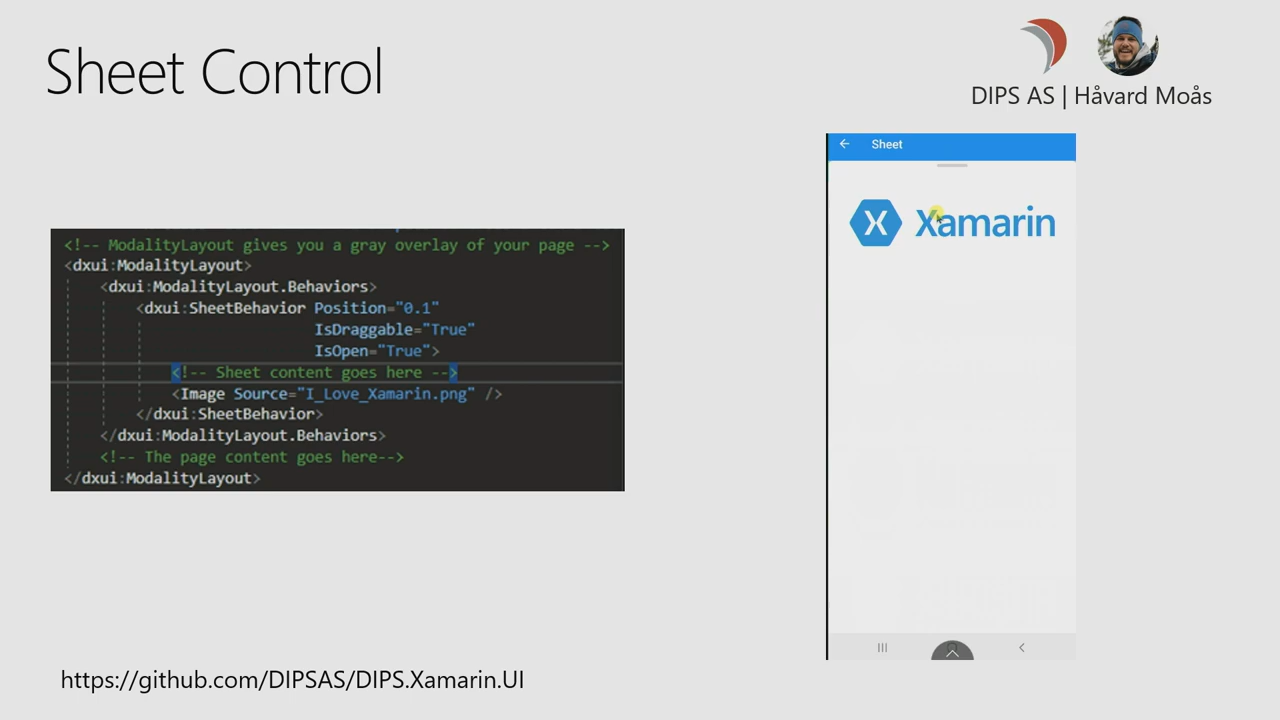 Sheet Control
DIPS AS | Håvard Moås
<!-- ModalityLayout gives you a gray overlay of your page -->
<dxui:ModalityLayout>
<dxui:ModalityLayout.Behaviors>
<dxui:SheetBehavior Position="0.1"
IsDraggable="True"
IsOpen="True">
<!-- Sheet content goes here -->
<Image Source="I_Love_Xamarin.png" />
</dxui:SheetBehavior>
</dxui:ModalityLayout.Behaviors>
<!-- The page content goes here-->
</dxui:ModalityLayout>
Sheet
X Xamarin
https://github.com/DIPSAS/DIPS.Xamarin.UI